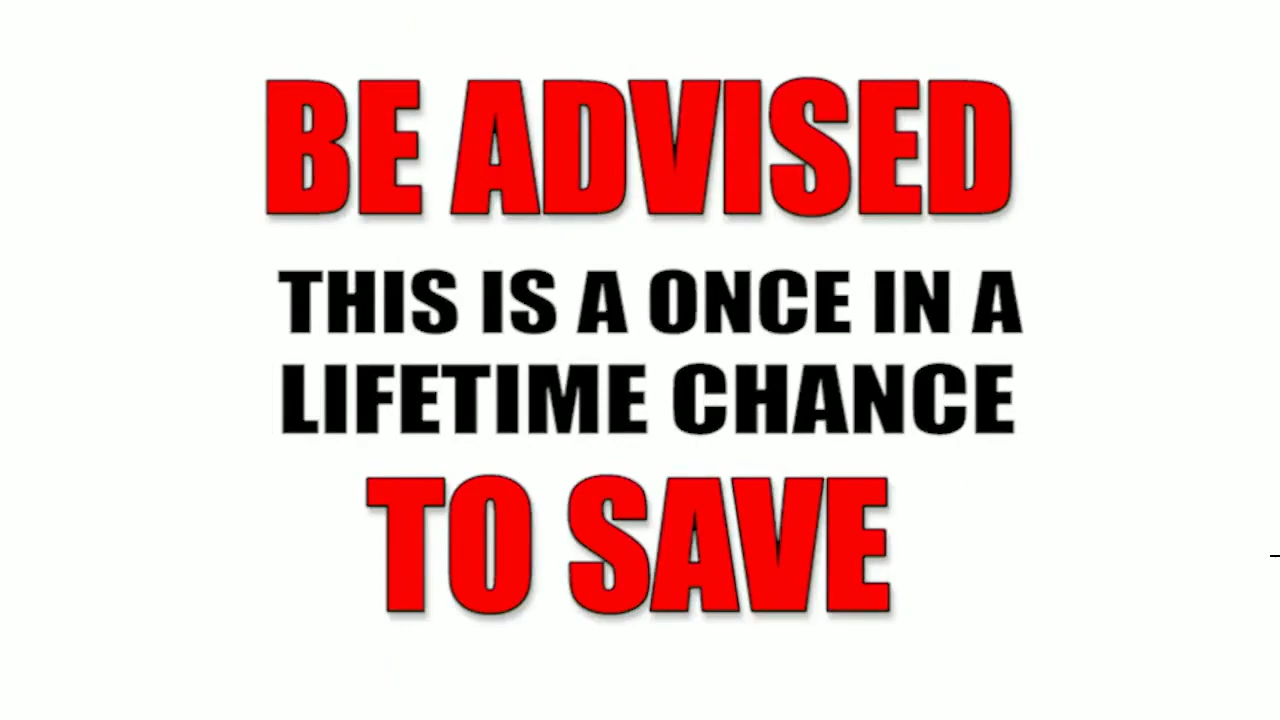 BE ADVISED
THIS IS A ONCE IN A
LIFETIME CHANCE
TO SAVE